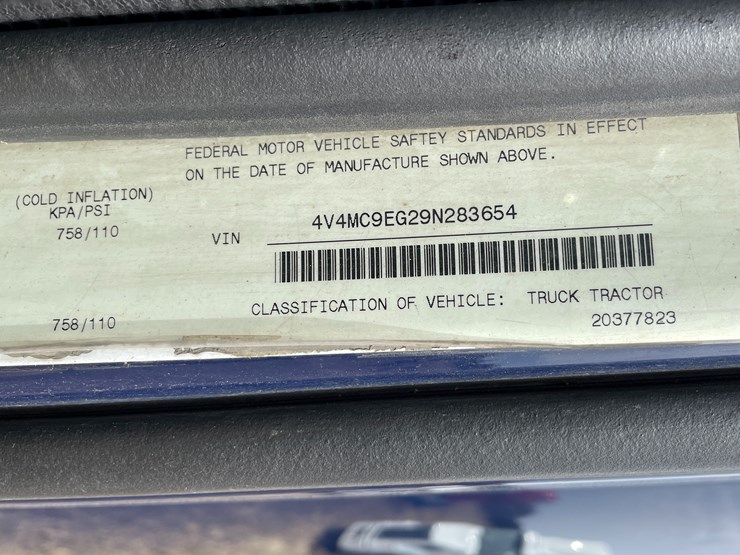 FEDERAL MOTOR VEHICLE SAFTEY STANDARDS IN EFFECT
ON THE DATE OF MANUFACTURE SHOWN ABOVE.
(COLD INFLATION)
KPA/PSI
758/110
VIN 4V4MC9EG29N283654
CLASSIFICATION OF VEHICLE: TRUCK TRACTOR
758/110
20377823